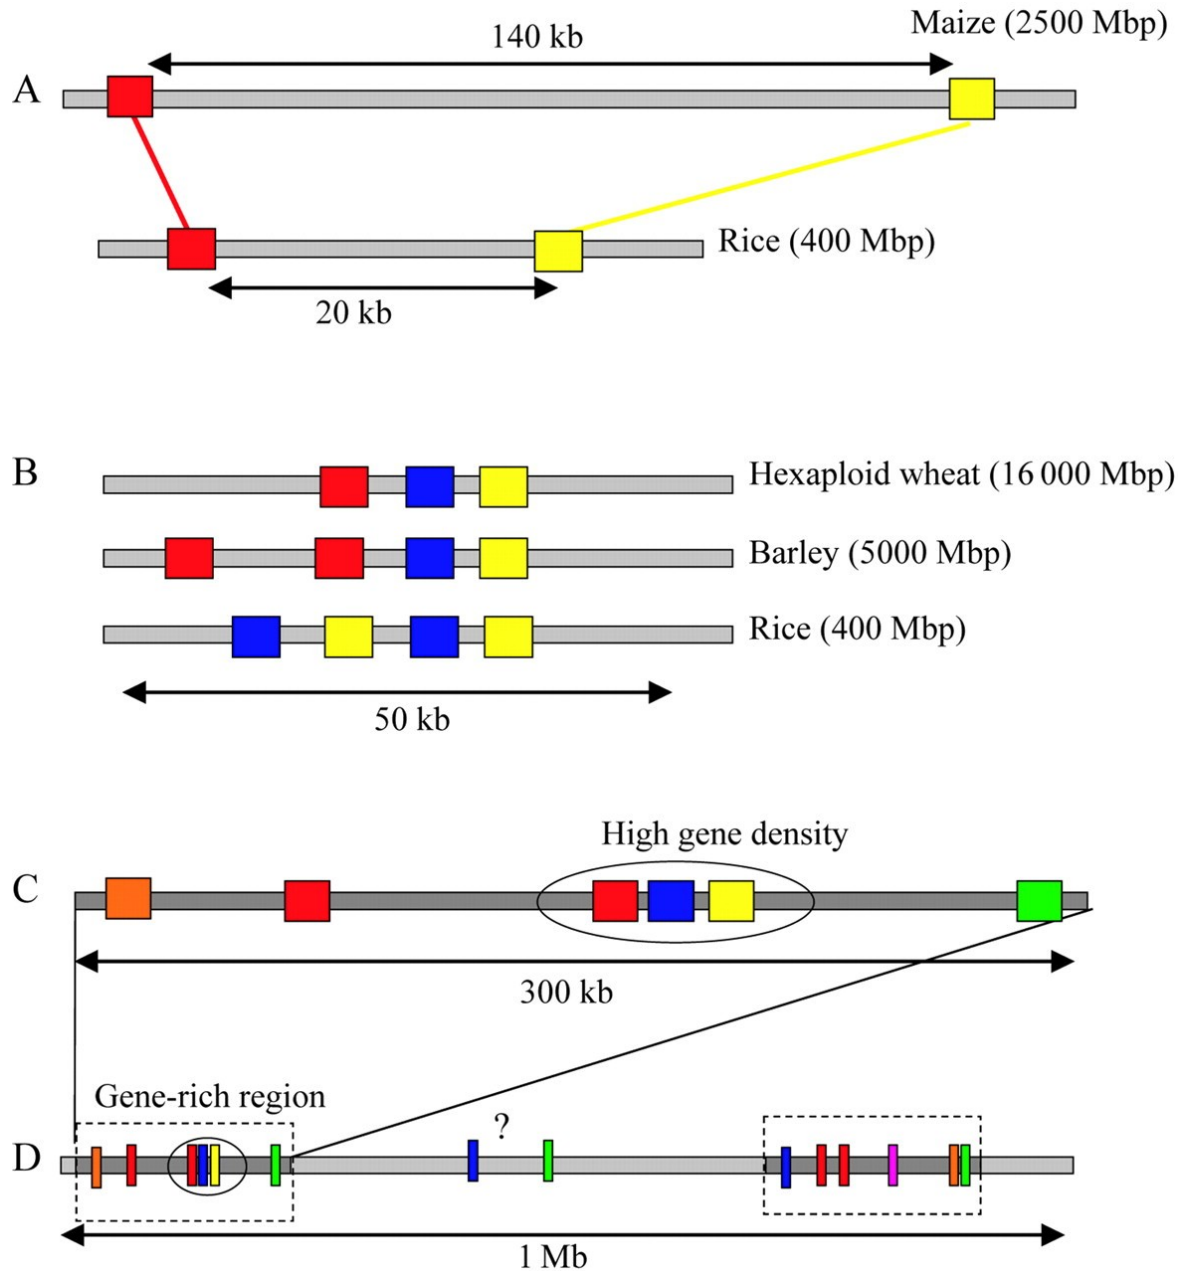 Maize (2500 Mbp)
140 kb
A
Rice (400 Mbp)
20 kb
B
Hexaploid wheat (16 000 Mbp)
Barley (5000 Mbp)
Rice (400 Mbp)
50 kb
High gene density
C
300 kb
Gene-rich region
?
D
1 Mb